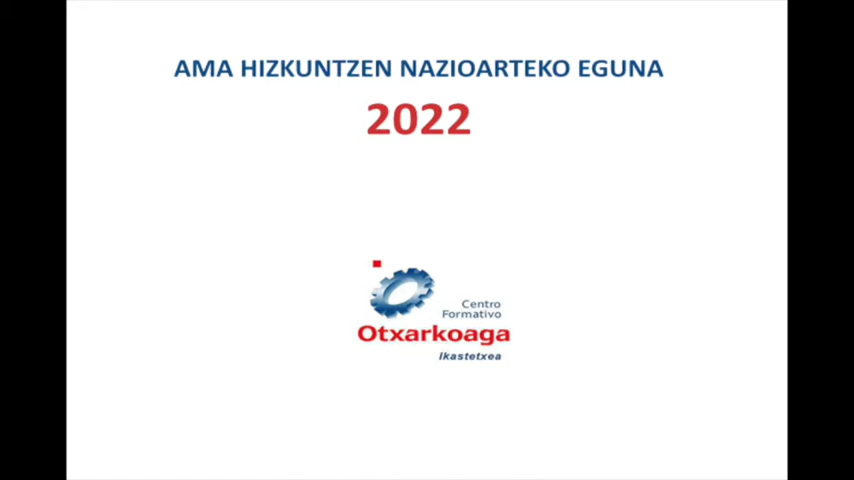 AMA HIZKUNTZEN NAZIOARTEKO EGUNA
2022
Centro
Formativo
Otxarkoaga
Ikastetxea